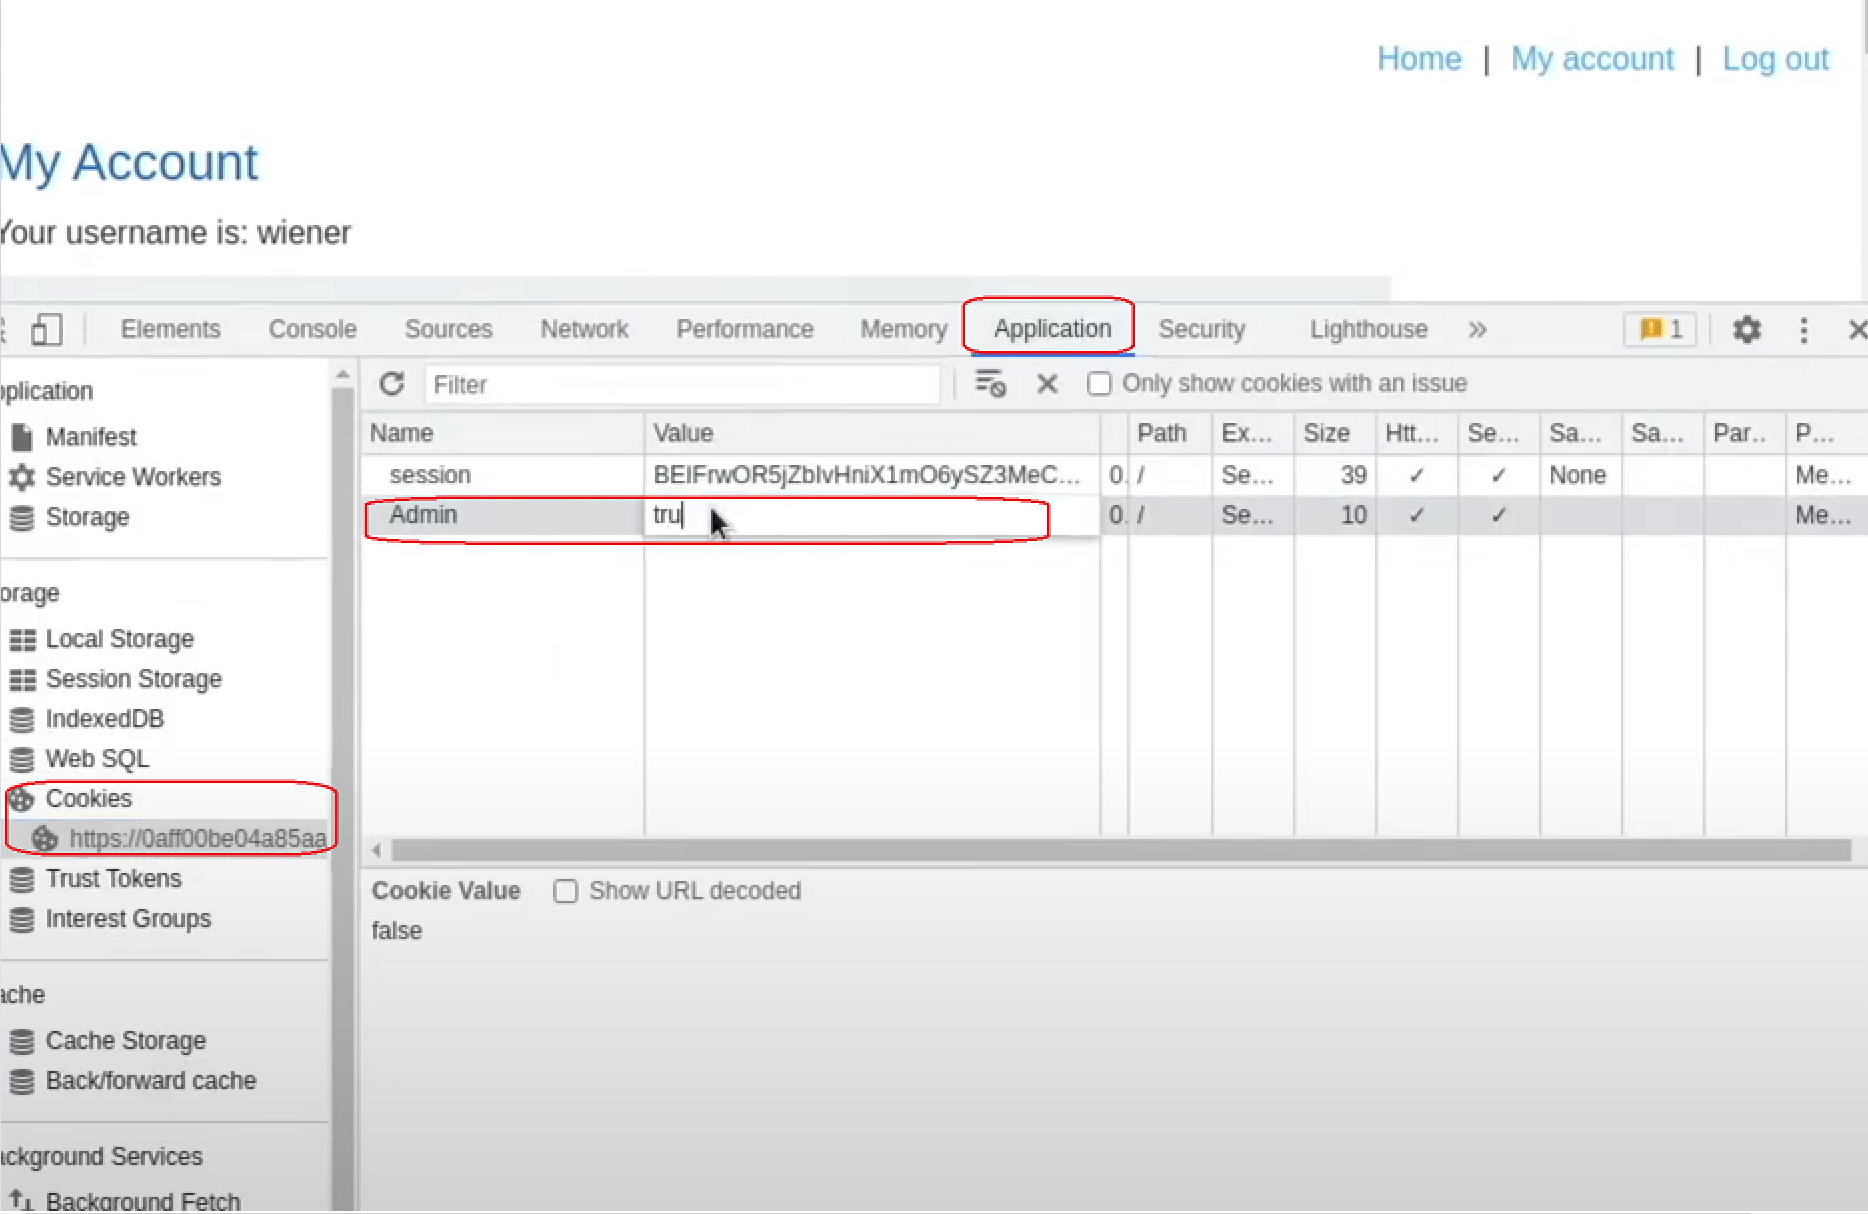 Home | My account | Log out
My Account
Your username is: wiener
Elements Console Sources Network Performance Memory Application Security Lighthouse » 1
plication
Filter
Only show cookies with an issue
Manifest
Service Workers
Storage
Name Value Path Ex... Size Htt... Se... Sa... Sa... Par.. P...
session BEIFrwOR5jZbIvHniX1mO6ySZ3MeC... 0. / Se... 39 ✓ ✓ None Me...
Admin tru 0. / Se... 10 ✓ ✓ Me...
orage
Local Storage
Session Storage
IndexedDB
Web SQL
Cookies
https://0aff00be04a85aa
Trust Tokens
Interest Groups
Cookie Value Show URL decoded
false
ache
Cache Storage
Back/forward cache
ackground Services
Background Fetch